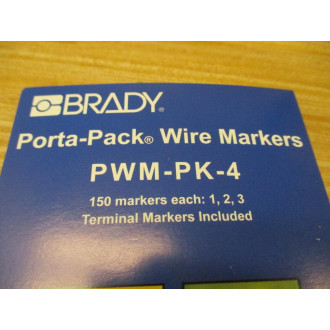 BRADY®
Porta-Pack® Wire Markers
PWM-PK-4
150 markers each: 1, 2, 3
Terminal Markers Included